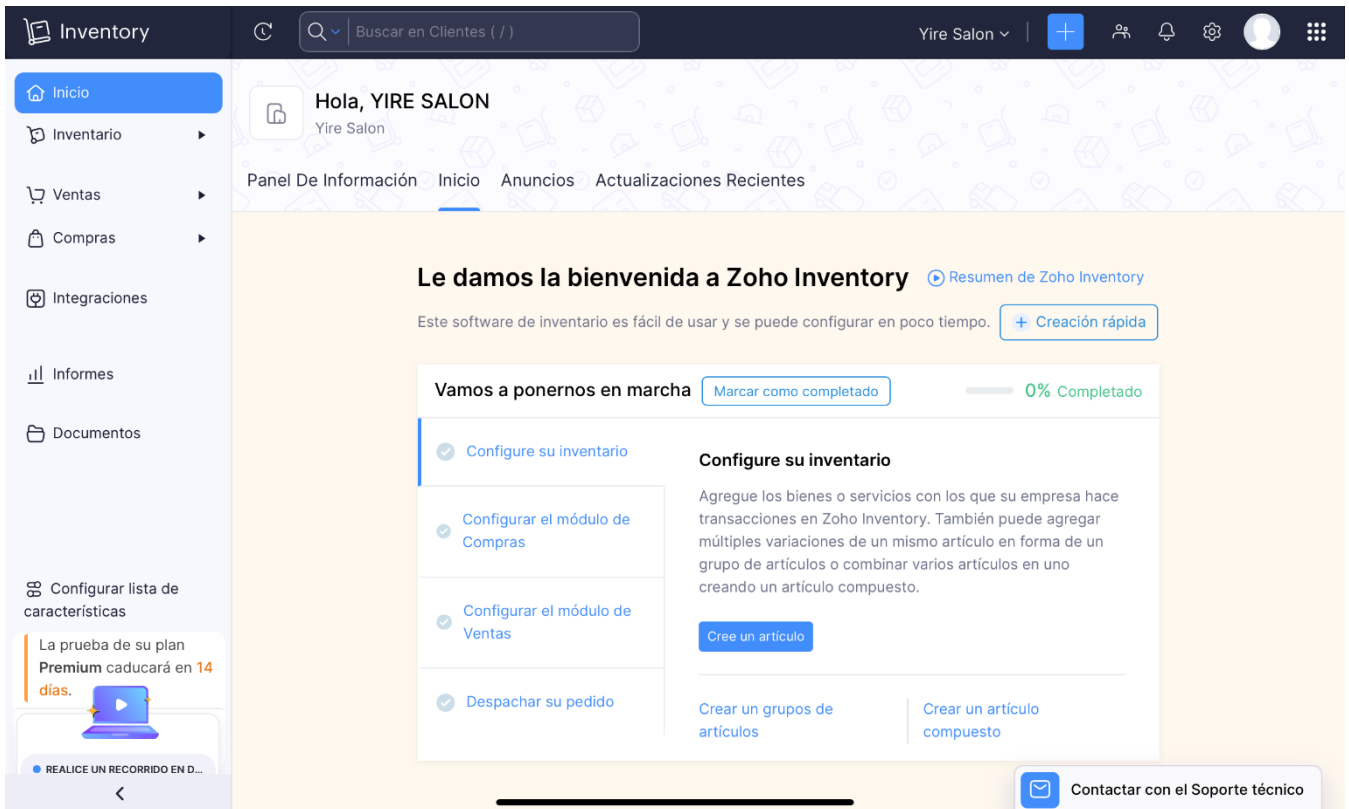 Inventory
Buscar en Clientes ( / )
Yire Salon
Inicio
Inventario
Ventas
Compras
Integraciones
Informes
Documentos
Configurar lista de
características
La prueba de su plan
Premium caducará en 14
días.
REALICE UN RECORRIDO EN D...
Hola, YIRE SALON
Yire Salon
Panel De Información Inicio Anuncios Actualizaciones Recientes
Le damos la bienvenida a Zoho Inventory Resumen de Zoho Inventory
Este software de inventario es fácil de usar y se puede configurar en poco tiempo. + Creación rápida
Vamos a ponernos en marcha Marcar como completado 0% Completado
Configure su inventario
Configurar el módulo de
Compras
Configurar el módulo de
Ventas
Despachar su pedido
Configure su inventario
Agregue los bienes o servicios con los que su empresa hace
transacciones en Zoho Inventory. También puede agregar
múltiples variaciones de un mismo artículo en forma de un
grupo de artículos o combinar varios artículos en uno
creando un artículo compuesto.
Cree un artículo
Crear un grupos de
artículos
Crear un artículo
compuesto
Contactar con el Soporte técnico